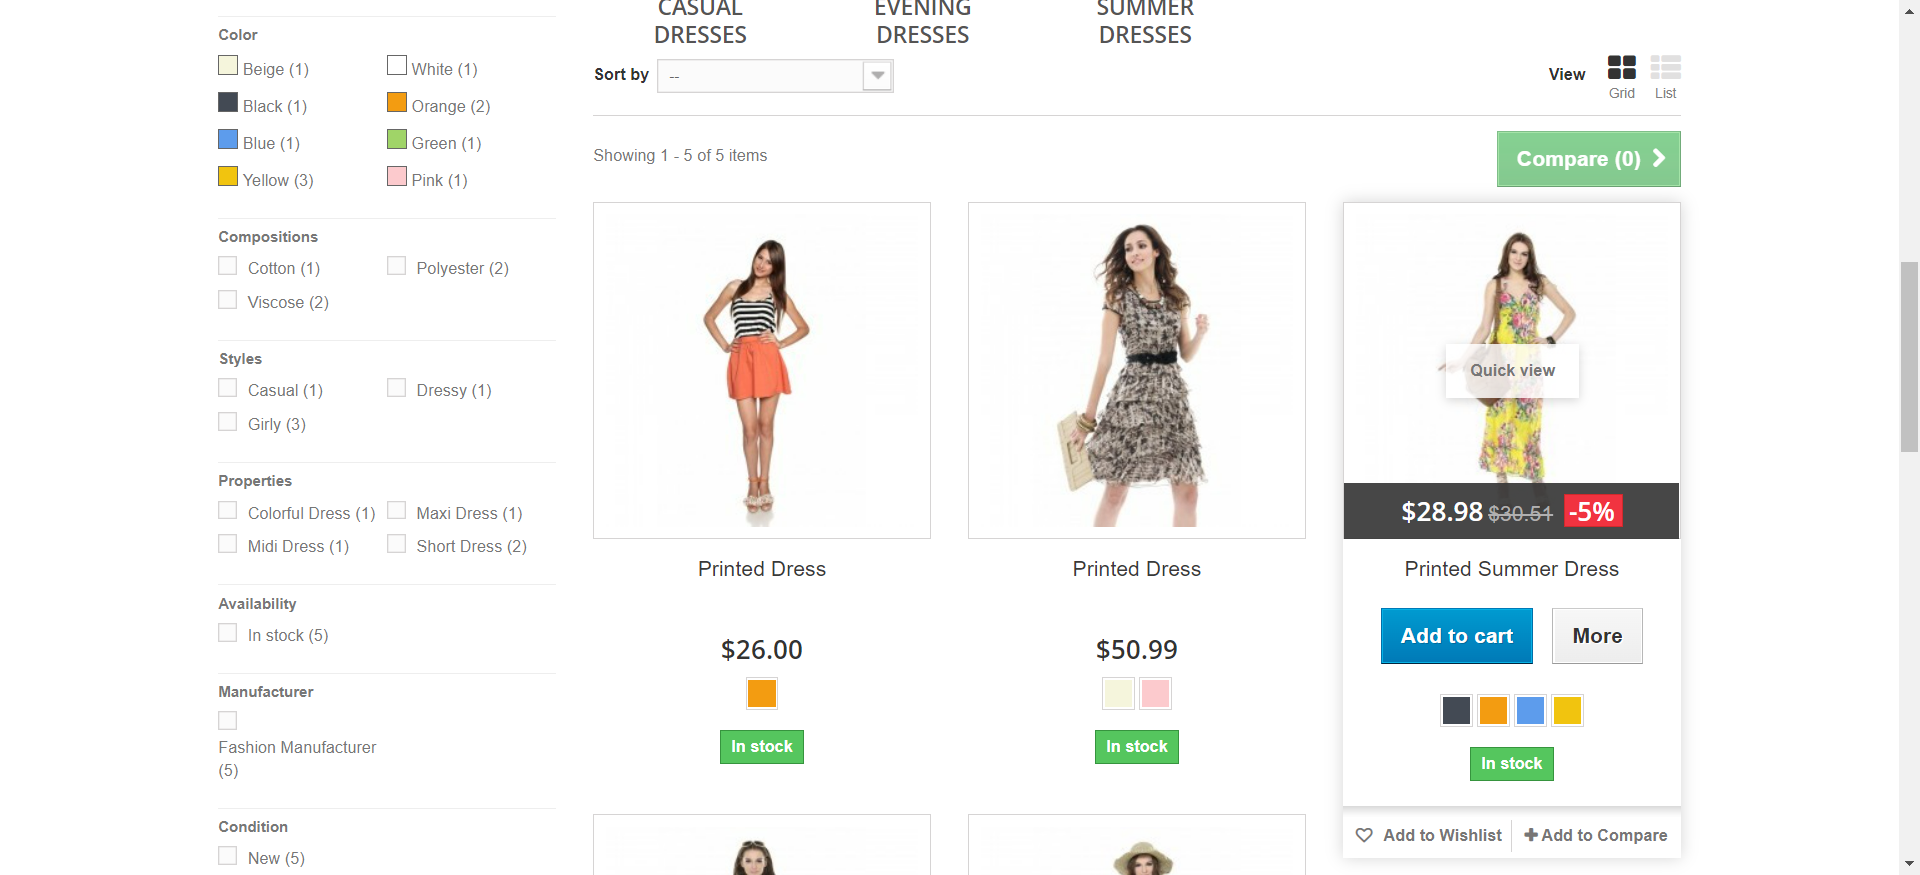 Color
Beige (1)
White (1)
Black (1)
Orange (2)
Blue (1)
Green (1)
Yellow (3)
Pink (1)
Compositions
Cotton (1)
Polyester (2)
Viscose (2)
Styles
Casual (1)
Dressy (1)
Girly (3)
Properties
Colorful Dress (1)
Maxi Dress (1)
Midi Dress (1)
Short Dress (2)
Availability
In stock (5)
Manufacturer
Fashion Manufacturer
(5)
Condition
New (5)
CASUAL
DRESSES
EVENING
DRESSES
SUMMER
DRESSES
Sort by
--
View
Grid
List
Showing 1 - 5 of 5 items
Compare (0)
Printed Dress
$26.00
In stock
Printed Dress
$50.99
In stock
Quick view
$28.98 $30.51 -5%
Printed Summer Dress
Add to cart
More
In stock
Add to Wishlist
Add to Compare